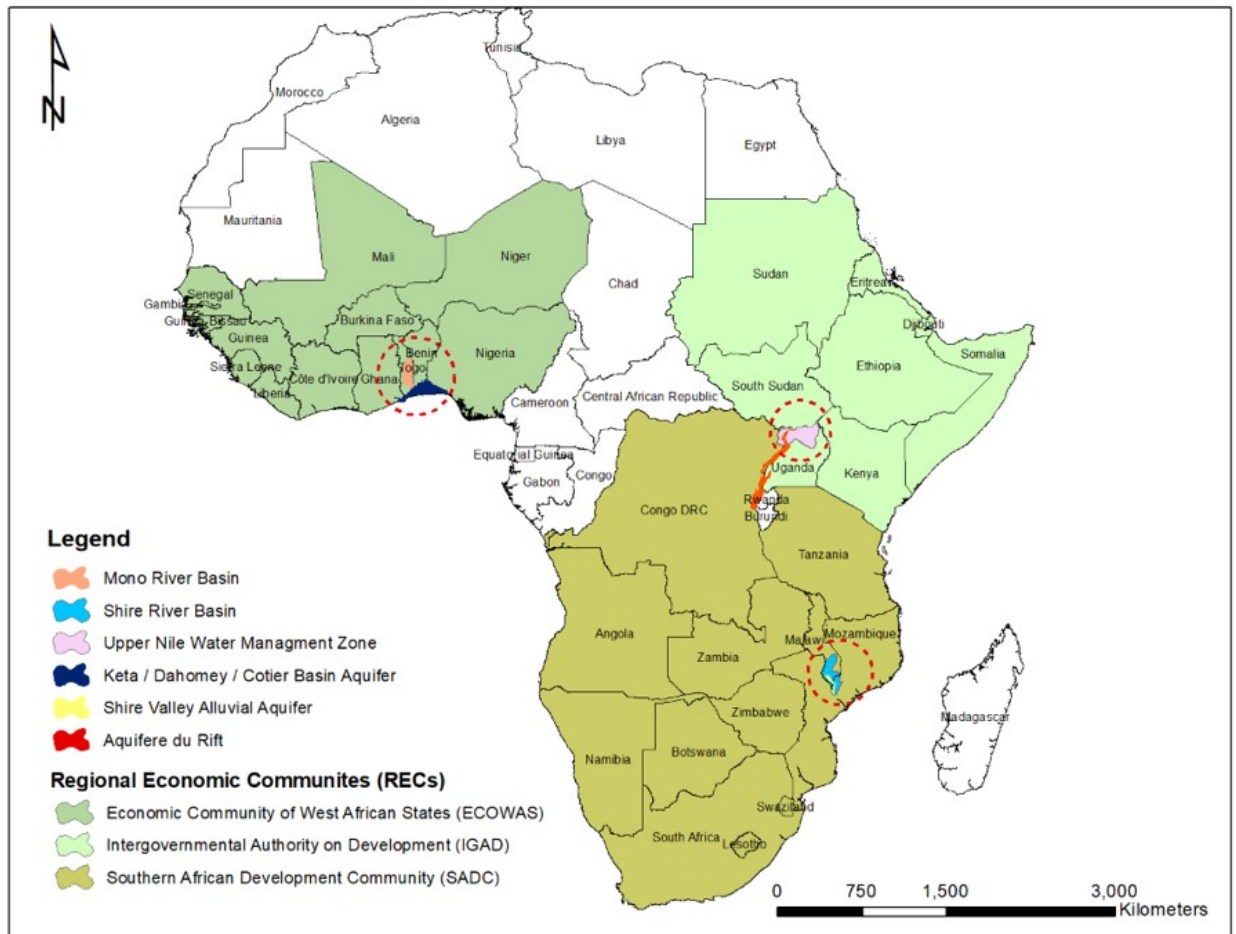 N
Tunisia
Morocco
Algeria
Libya
Egypt
Mauritania
Mali
Niger
Chad
Sudan
Eritrea
Senegal
Gambia
Guinea-Bissau
Burkina Faso
Djibouti
Guinea
Benin
Nigeria
Ethiopia
Somalia
Sierra Leone
Côte d'Ivoire
Ghana
Togo
Liberia
South Sudan
Cameroon
Central African Republic
Equatorial Guinea
Congo
Uganda
Kenya
Gabon
Rwanda
Congo DRC
Burundi
Tanzania
Angola
Malawi
Mozambique
Zambia
Zimbabwe
Madagascar
Namibia
Botswana
Swaziland
South Africa
Lesotho
Legend
Mono River Basin
Shire River Basin
Upper Nile Water Managment Zone
Keta / Dahomey / Cotier Basin Aquifer
Shire Valley Alluvial Aquifer
Aquifere du Rift
Regional Economic Communites (RECs)
Economic Community of West African States (ECOWAS)
Intergovernmental Authority on Development (IGAD)
Southern African Development Community (SADC)
0 750 1,500 3,000
Kilometers